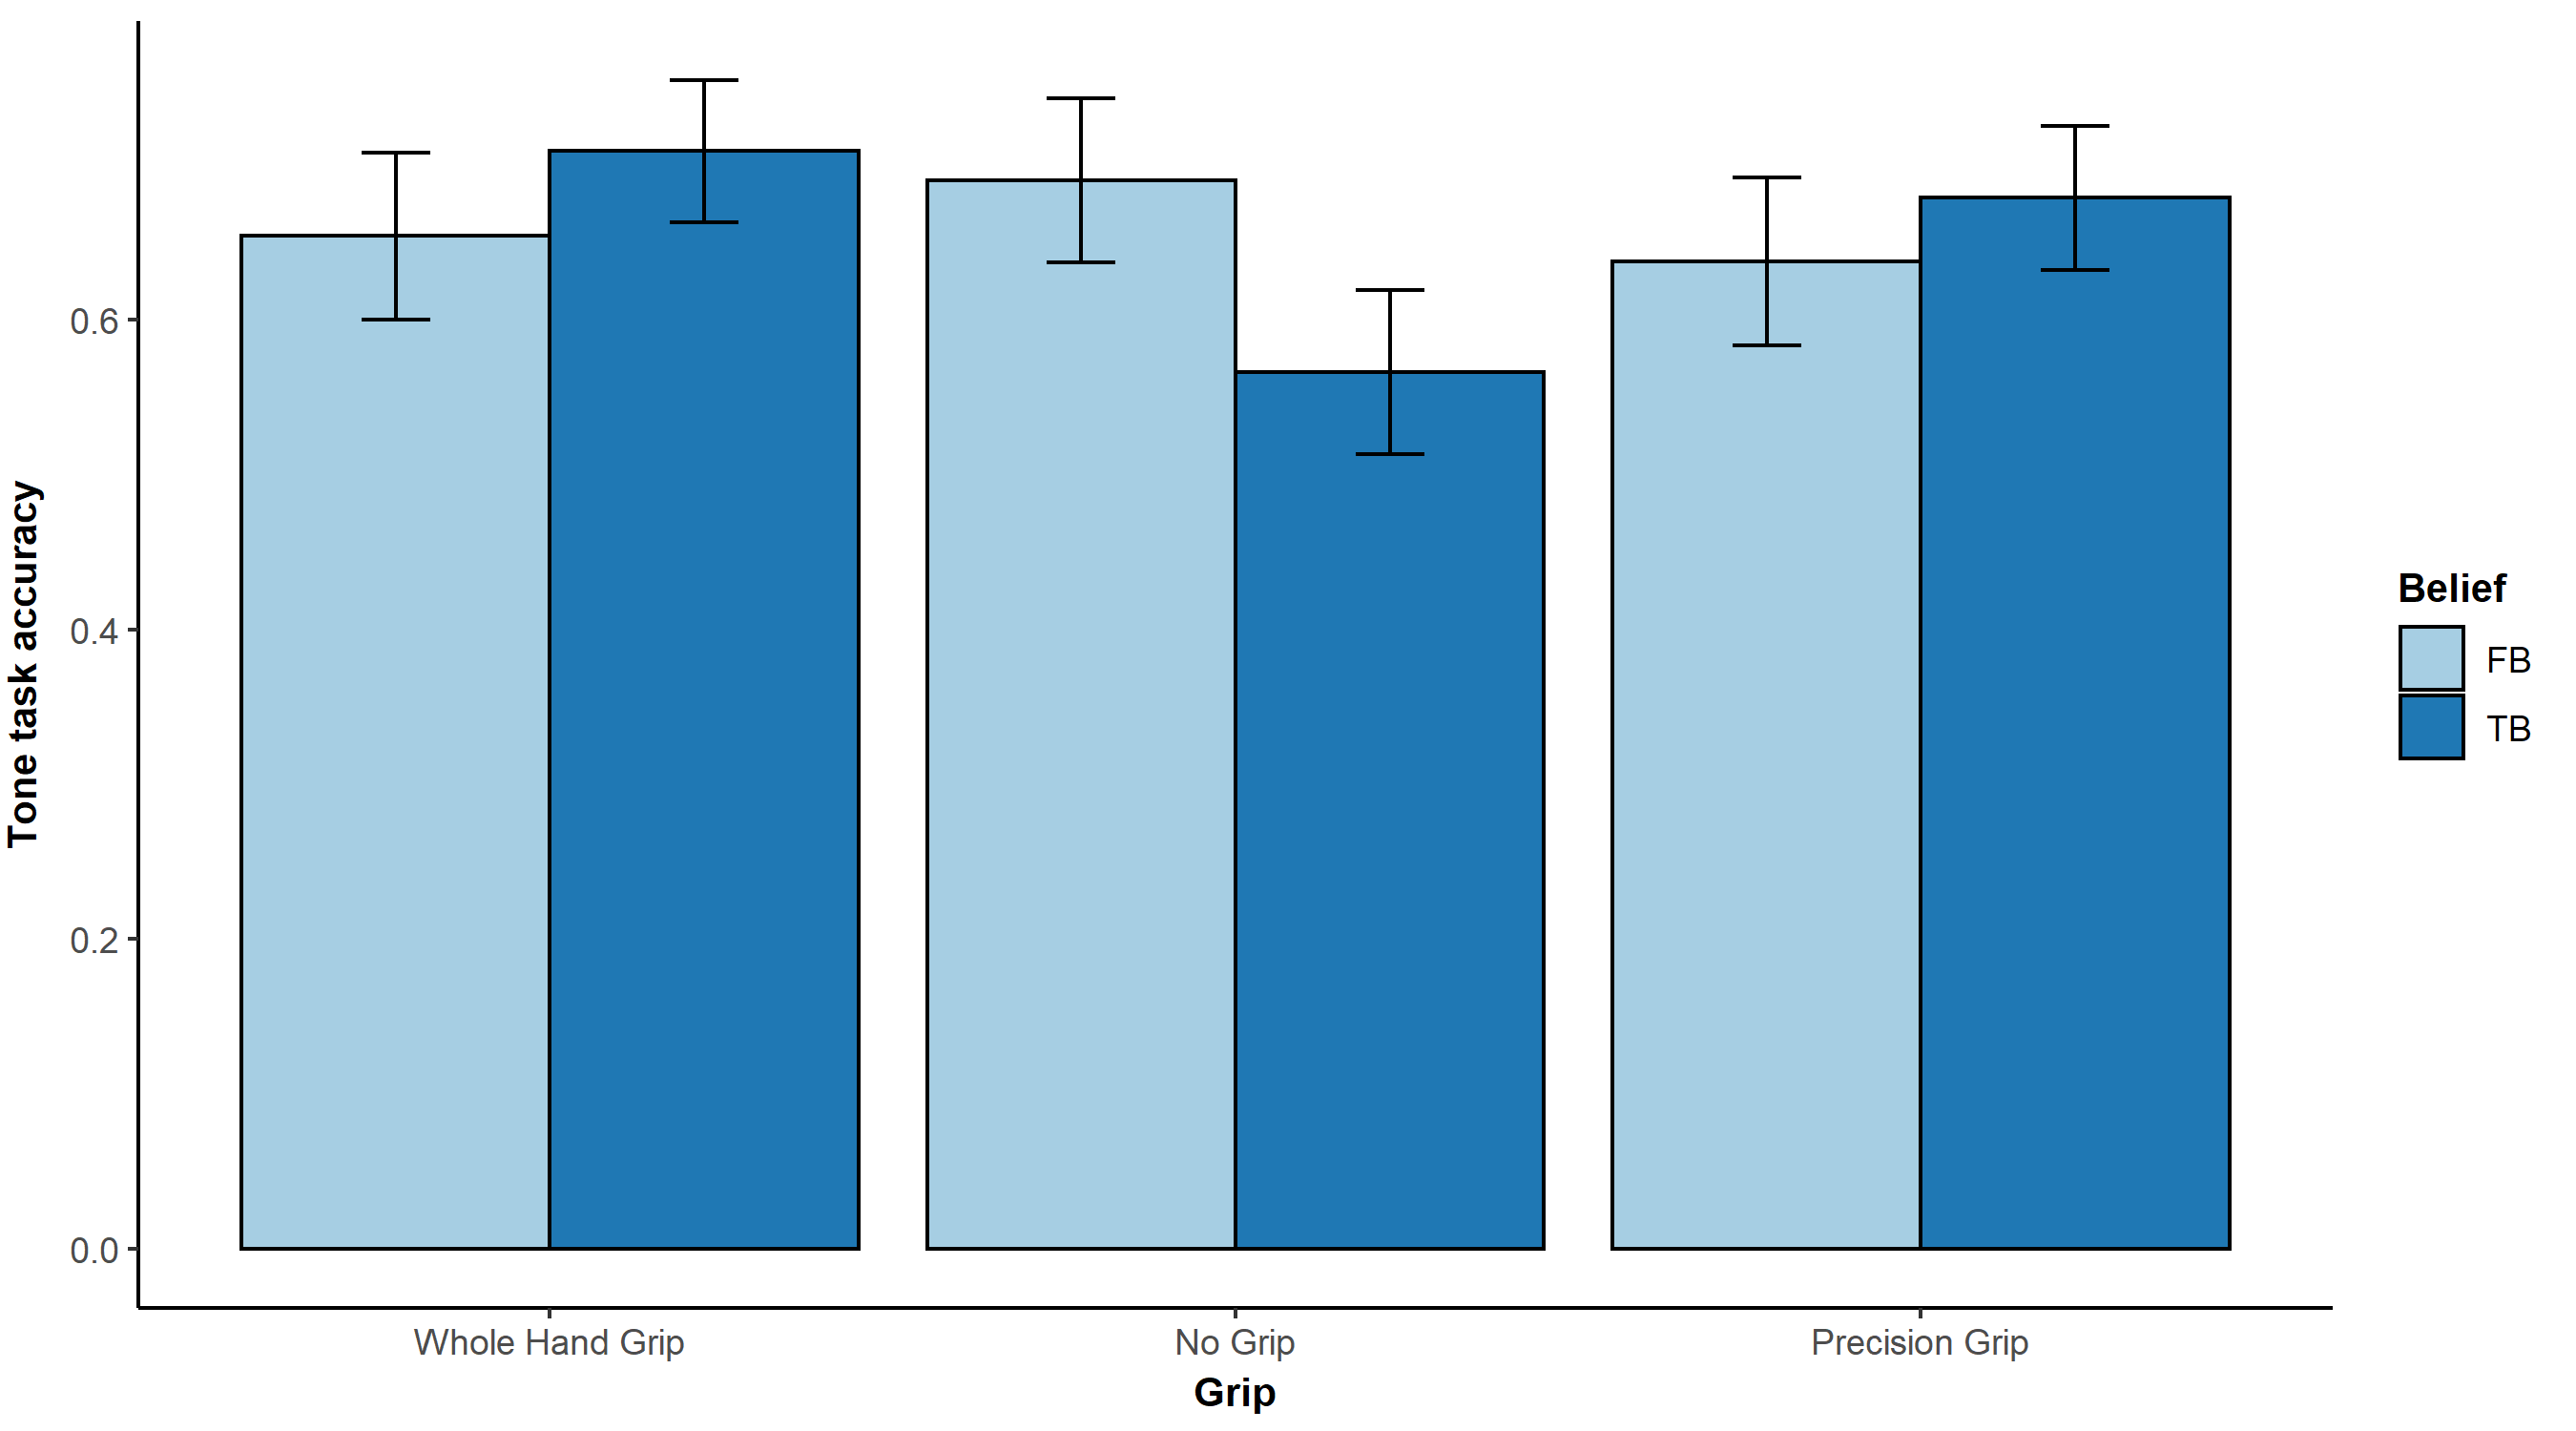 Tone task accuracy
0.6
0.4
0.2
0.0
Whole Hand Grip
No Grip
Precision Grip
Grip
Belief
FB
TB